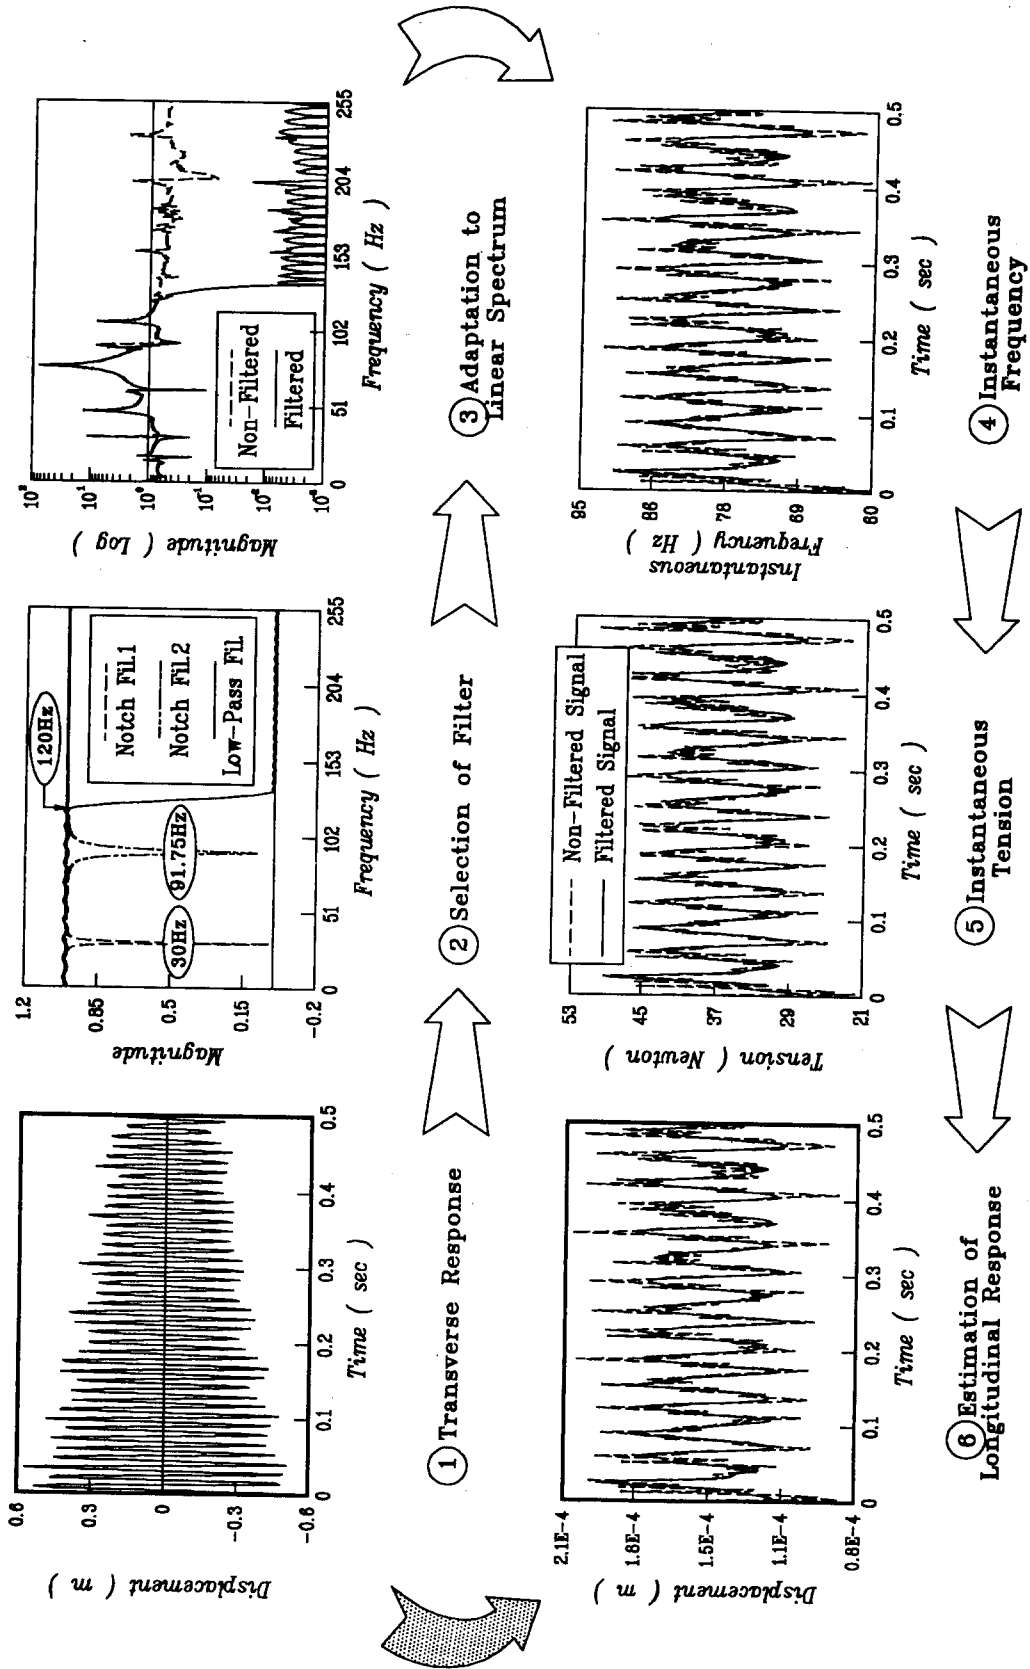 Displacement ( m )
0.6
0.3
0
-0.3
-0.6
0
0.1
0.2
0.3
0.4
0.5
Time ( sec )
1 Transverse Response
Magnitude
1.2
0.85
0.5
0.15
-0.2
120Hz
30Hz
91.75Hz
Notch Fil.1
Notch Fil.2
Low-Pass Fil.
0
51
102
153
204
255
Frequency ( Hz )
2 Selection of Filter
Magnitude ( Log )
Non-Filtered
Filtered
0
51
102
153
204
255
Frequency ( Hz )
3 Adaptation to
Linear Spectrum
Instantaneous
Frequency ( Hz )
95
86
78
69
60
0
0.1
0.2
0.3
0.4
0.5
Time ( sec )
4 Instantaneous
Frequency
Tension ( Newton )
53
45
37
29
21
Non-Filtered Signal
Filtered Signal
0
0.1
0.2
0.3
0.4
0.5
Time ( sec )
5 Instantaneous
Tension
Displacement ( m )
2.1E-4
1.8E-4
1.5E-4
1.1E-4
0.8E-4
0
0.1
0.2
0.3
0.4
0.5
Time ( sec )
6 Estimation of
Longitudinal Response